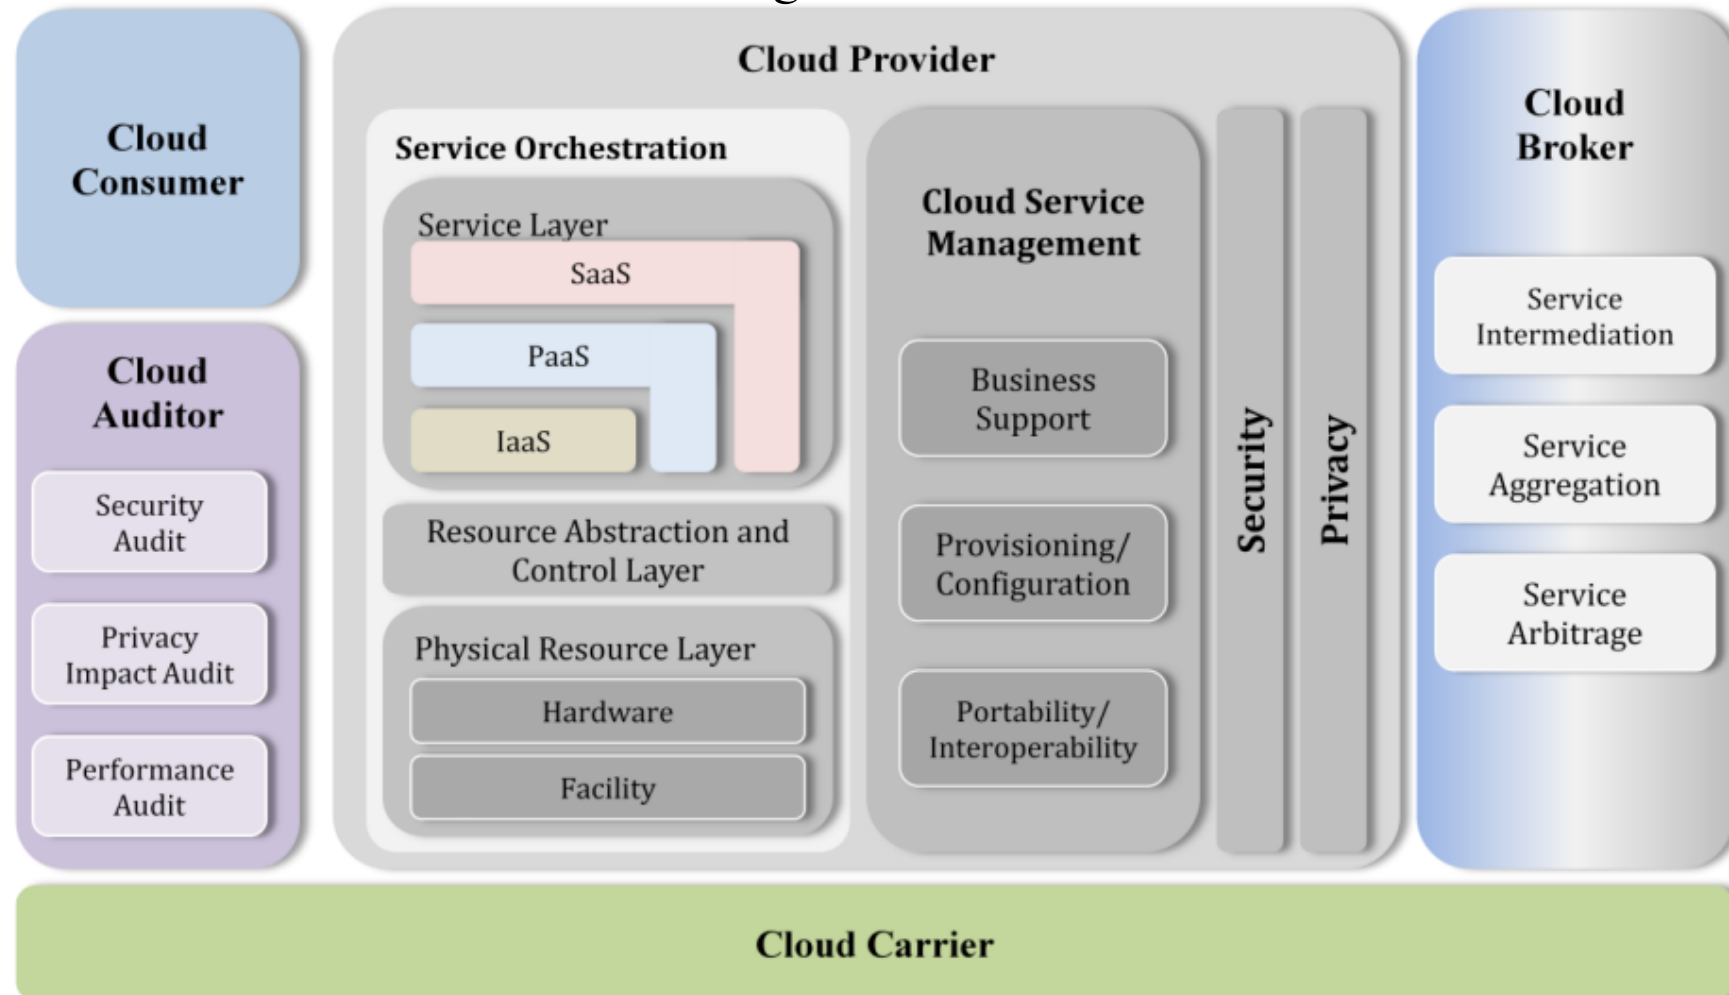 Cloud
Consumer
Cloud
Auditor
Security
Audit
Privacy
Impact Audit
Performance
Audit
Cloud Provider
Service Orchestration
Service Layer
SaaS
PaaS
IaaS
Resource Abstraction and
Control Layer
Physical Resource Layer
Hardware
Facility
Cloud Service
Management
Business
Support
Provisioning/
Configuration
Portability/
Interoperability
Security
Privacy
Cloud
Broker
Service
Intermediation
Service
Aggregation
Service
Arbitrage
Cloud Carrier